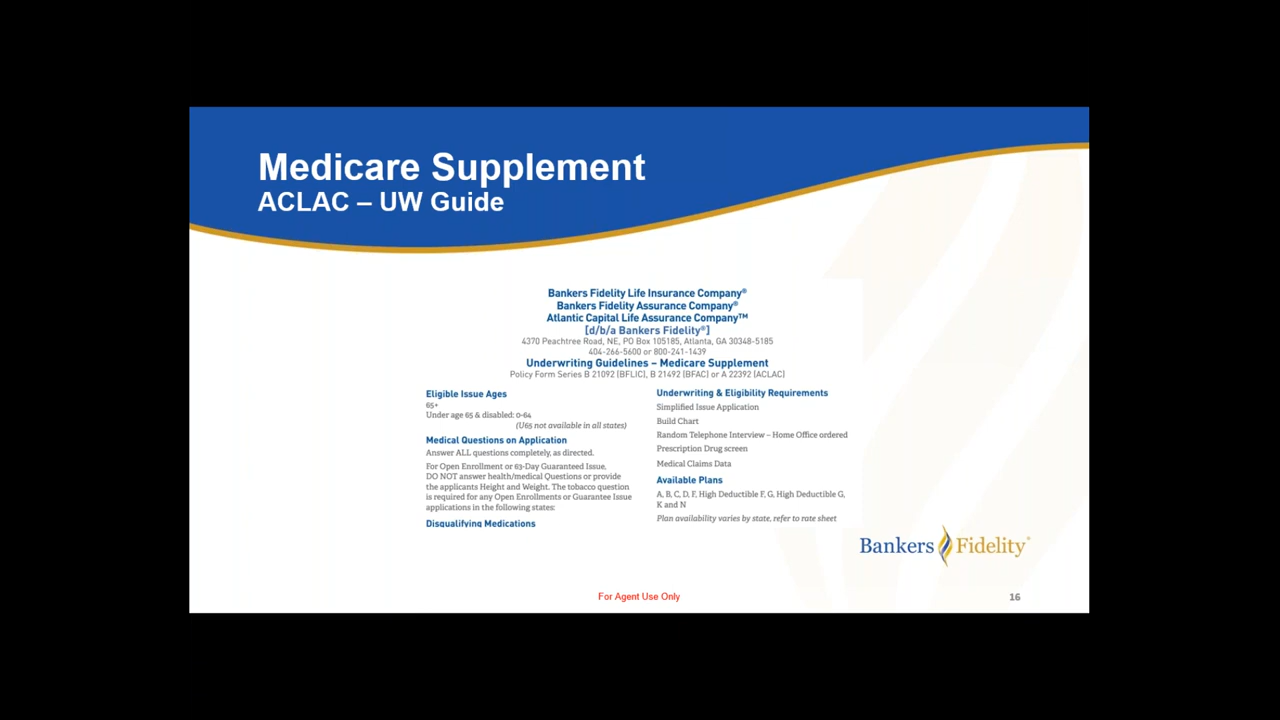 Medicare Supplement
ACLAC – UW Guide
Bankers Fidelity Life Insurance Company®
Bankers Fidelity Assurance Company®
Atlantic Capital Life Assurance Company™
[d/b/a Bankers Fidelity®]
4370 Peachtree Road, NE, PO Box 105185, Atlanta, GA 30348-5185
404-266-5600 or 800-241-1439
Underwriting Guidelines – Medicare Supplement
Policy Form Series B 21092 (BFLIC), B 21492 (BFAC) or A 22392 (ACLAC)
Eligible Issue Ages
65+
Under age 65 & disabled: 0-64
(U65 not available in all states)
Medical Questions on Application
Answer ALL questions completely, as directed.
For Open Enrollment or 63-Day Guaranteed Issue,
DO NOT answer health/medical Questions or provide
the applicants Height and Weight. The tobacco question
is required for any Open Enrollments or Guarantee Issue
applications in the following states:
Disqualifying Medications
Underwriting & Eligibility Requirements
Simplified Issue Application
Build Chart
Random Telephone Interview – Home Office ordered
Prescription Drug screen
Medical Claims Data
Available Plans
A, B, C, D, F, High Deductible F, G, High Deductible G,
K and N
Plan availability varies by state, refer to rate sheet
Bankers Fidelity®
For Agent Use Only
16